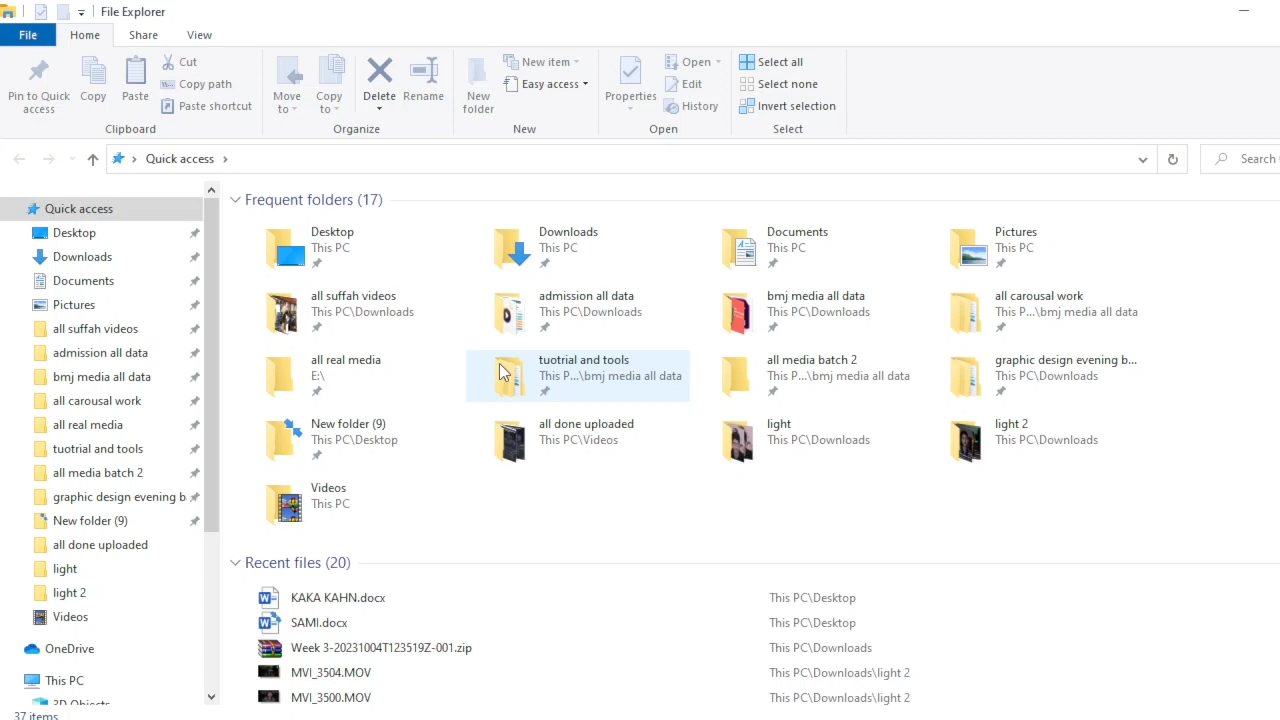 File Explorer
File Home Share View
Pin to Quick access
Copy
Paste
Cut
Copy path
Paste shortcut
Clipboard
Move to
Copy to
Delete
Rename
Organize
New folder
New item
Easy access
New
Properties
Open
Edit
History
Open
Select all
Select none
Invert selection
Select
Quick access
Search
Quick access
Desktop
Downloads
Documents
Pictures
all suffah videos
admission all data
bmj media all data
all carousal work
all real media
tuotrial and tools
all media batch 2
graphic design evening b
New folder (9)
all done uploaded
light
light 2
Videos
OneDrive
This PC
3D Objects
37 items
Frequent folders (17)
Desktop
This PC
Downloads
This PC
Documents
This PC
Pictures
This PC
all suffah videos
This PC\Downloads
admission all data
This PC\Downloads
bmj media all data
This PC\Downloads
all carousal work
This P...\bmj media all data
all real media
E:\
tuotrial and tools
This P...\bmj media all data
all media batch 2
This P...\bmj media all data
graphic design evening b...
This PC\Downloads
New folder (9)
This PC\Desktop
all done uploaded
This PC\Videos
light
This PC\Downloads
light 2
This PC\Downloads
Videos
This PC
Recent files (20)
KAKA KAHN.docx This PC\Desktop
SAMI.docx This PC\Desktop
Week 3-20231004T123519Z-001.zip This PC\Downloads
MVI_3504.MOV This PC\Downloads\light 2
MVI_3500.MOV This PC\Downloads\light 2